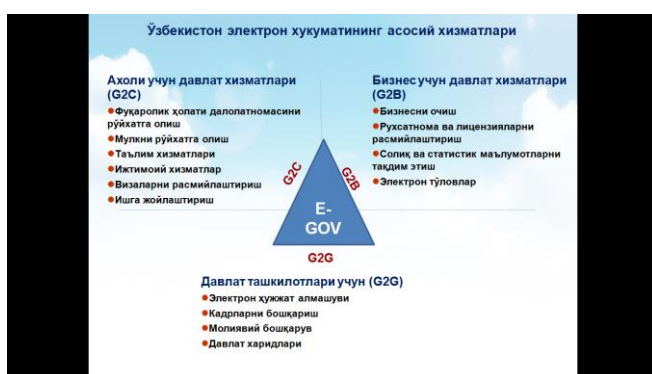 Ўзбекистон электрон хукуматининг асосий хизматлари
Ахоли учун давлат хизматлари
(G2C)
●Фуқаролик ҳолати далолатномасини
рўйхатга олиш
●Мулкни рўйхатга олиш
●Таълим хизматлари
●Ижтимоий хизматлар
●Визаларни расмийлаштириш
●Ишга жойлаштириш
Бизнес учун давлат хизматлари
(G2B)
●Бизнесни очиш
●Рухсатнома ва лицензияларни
расмийлаштириш
●Солиқ ва статистик маълумотларни
тақдим этиш
●Электрон тўловлар
G2C
G2B
E-
GOV
G2G
Давлат ташкилотлари учун (G2G)
●Электрон ҳужжат алмашуви
●Кадрларни бошқариш
●Молиявий бошқарув
●Давлат харидлари